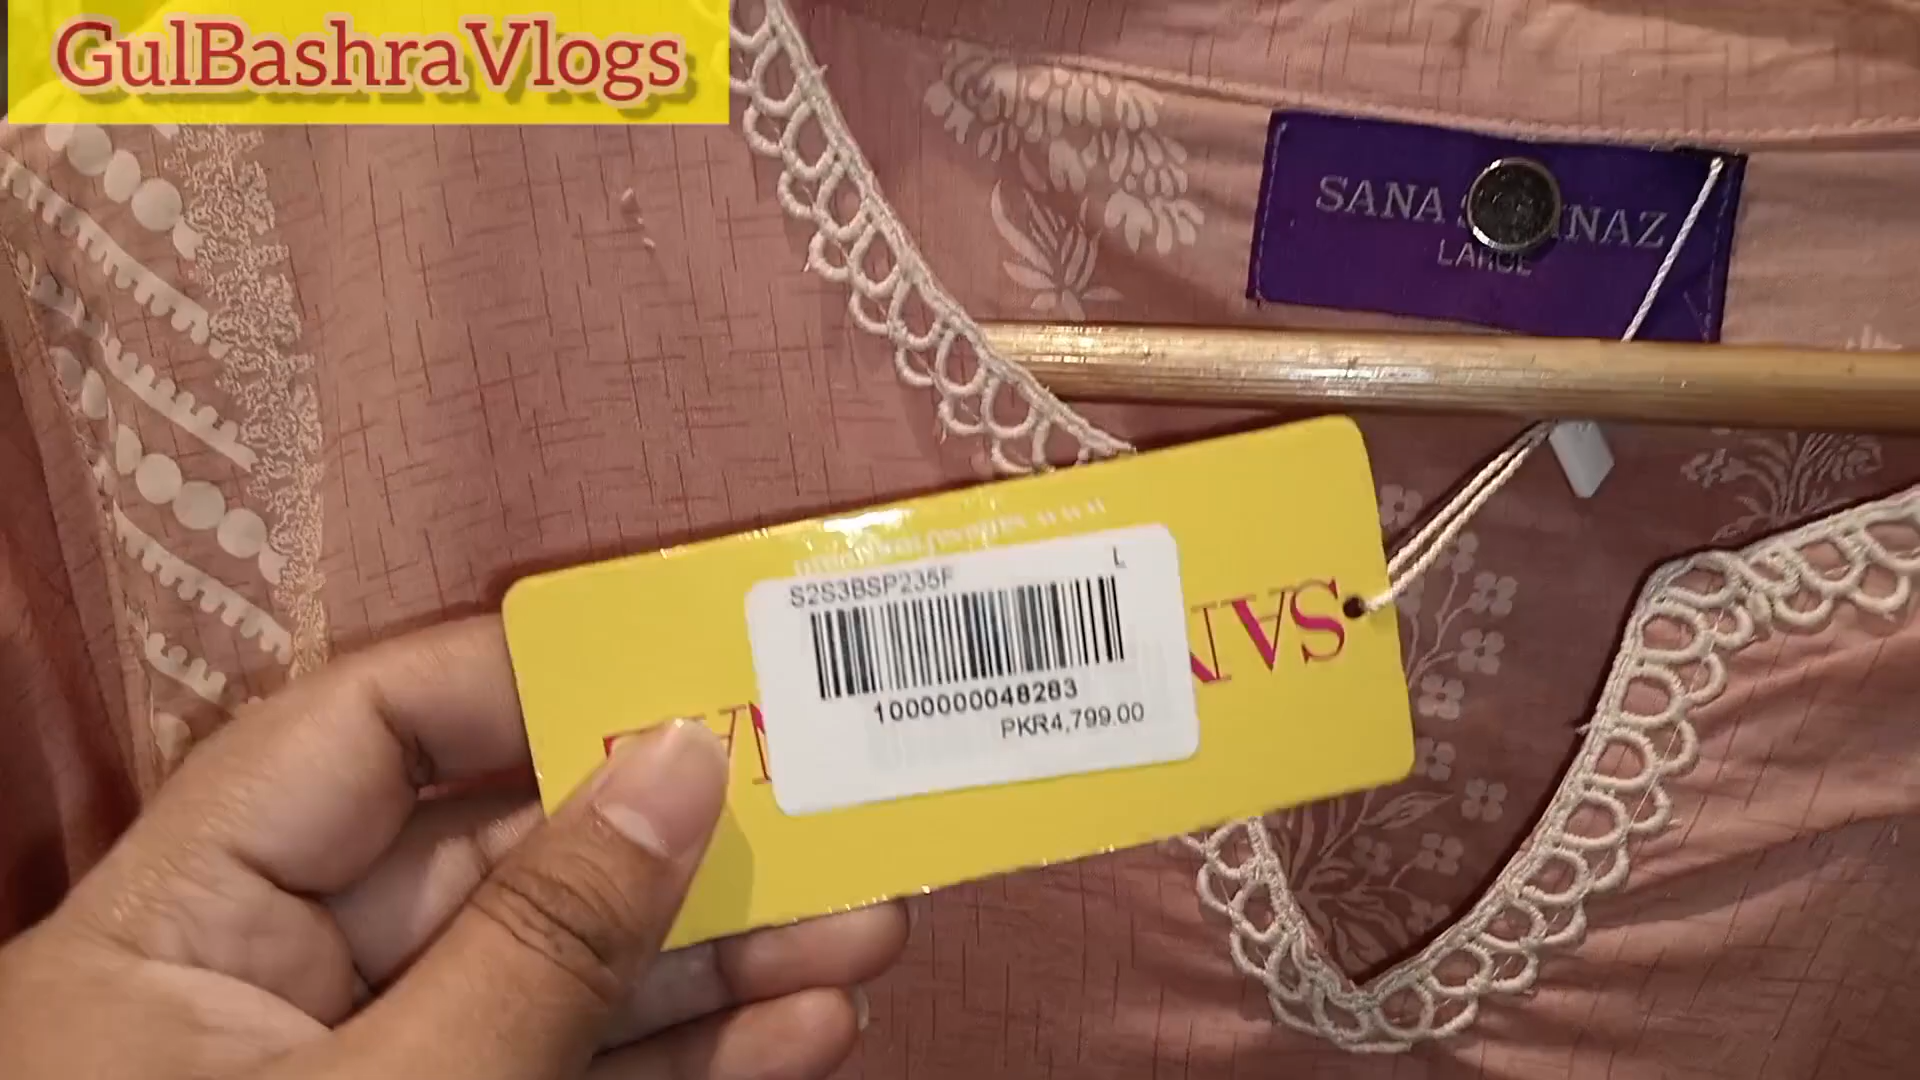 GulBashraVlogs
SANA
LARGE
S2S3BSP235F
L
1000000048283
PKR4,799.00